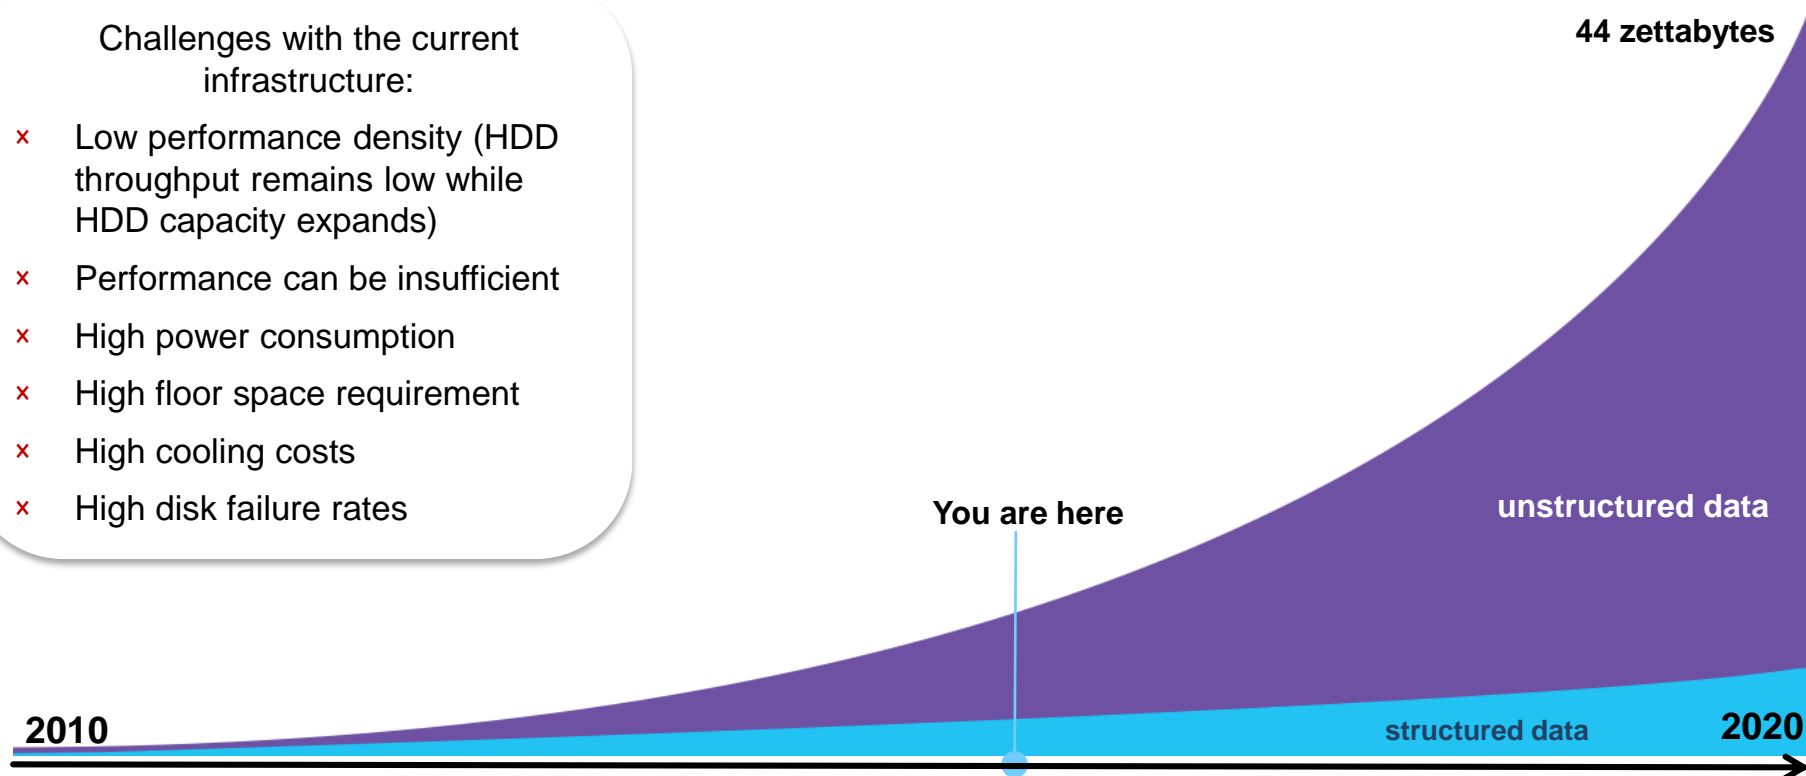 Challenges with the current
infrastructure:
× Low performance density (HDD
throughput remains low while
HDD capacity expands)
× Performance can be insufficient
× High power consumption
× High floor space requirement
× High cooling costs
× High disk failure rates
44 zettabytes
You are here
unstructured data
structured data
2010
2020